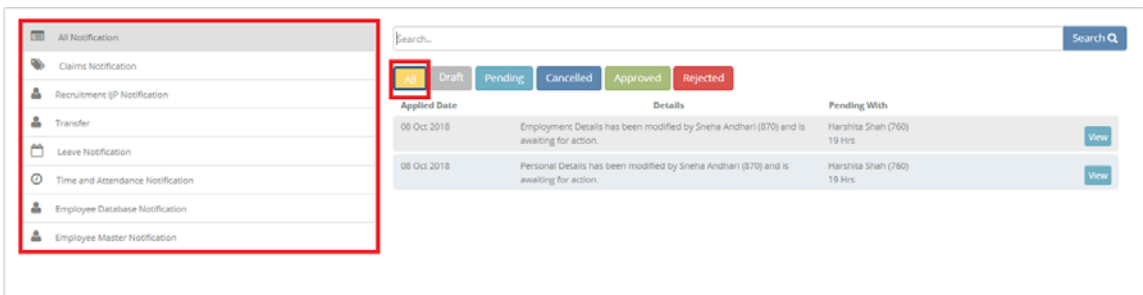 All Notification
Claims Notification
Recruitment IJP Notification
Transfer
Leave Notification
Time and Attendance Notification
Employee Database Notification
Employee Master Notification
Search..
Search
All Draft Pending Cancelled Approved Rejected
Applied Date Details Pending With
08 Oct 2018 Employment Details has been modified by Sneha Andhari (870) and is Harshita Shah (760)
awaiting for action. 19 Hrs
View
08 Oct 2018 Personal Details has been modified by Sneha Andhari (870) and is Harshita Shah (760)
awaiting for action. 19 Hrs
View